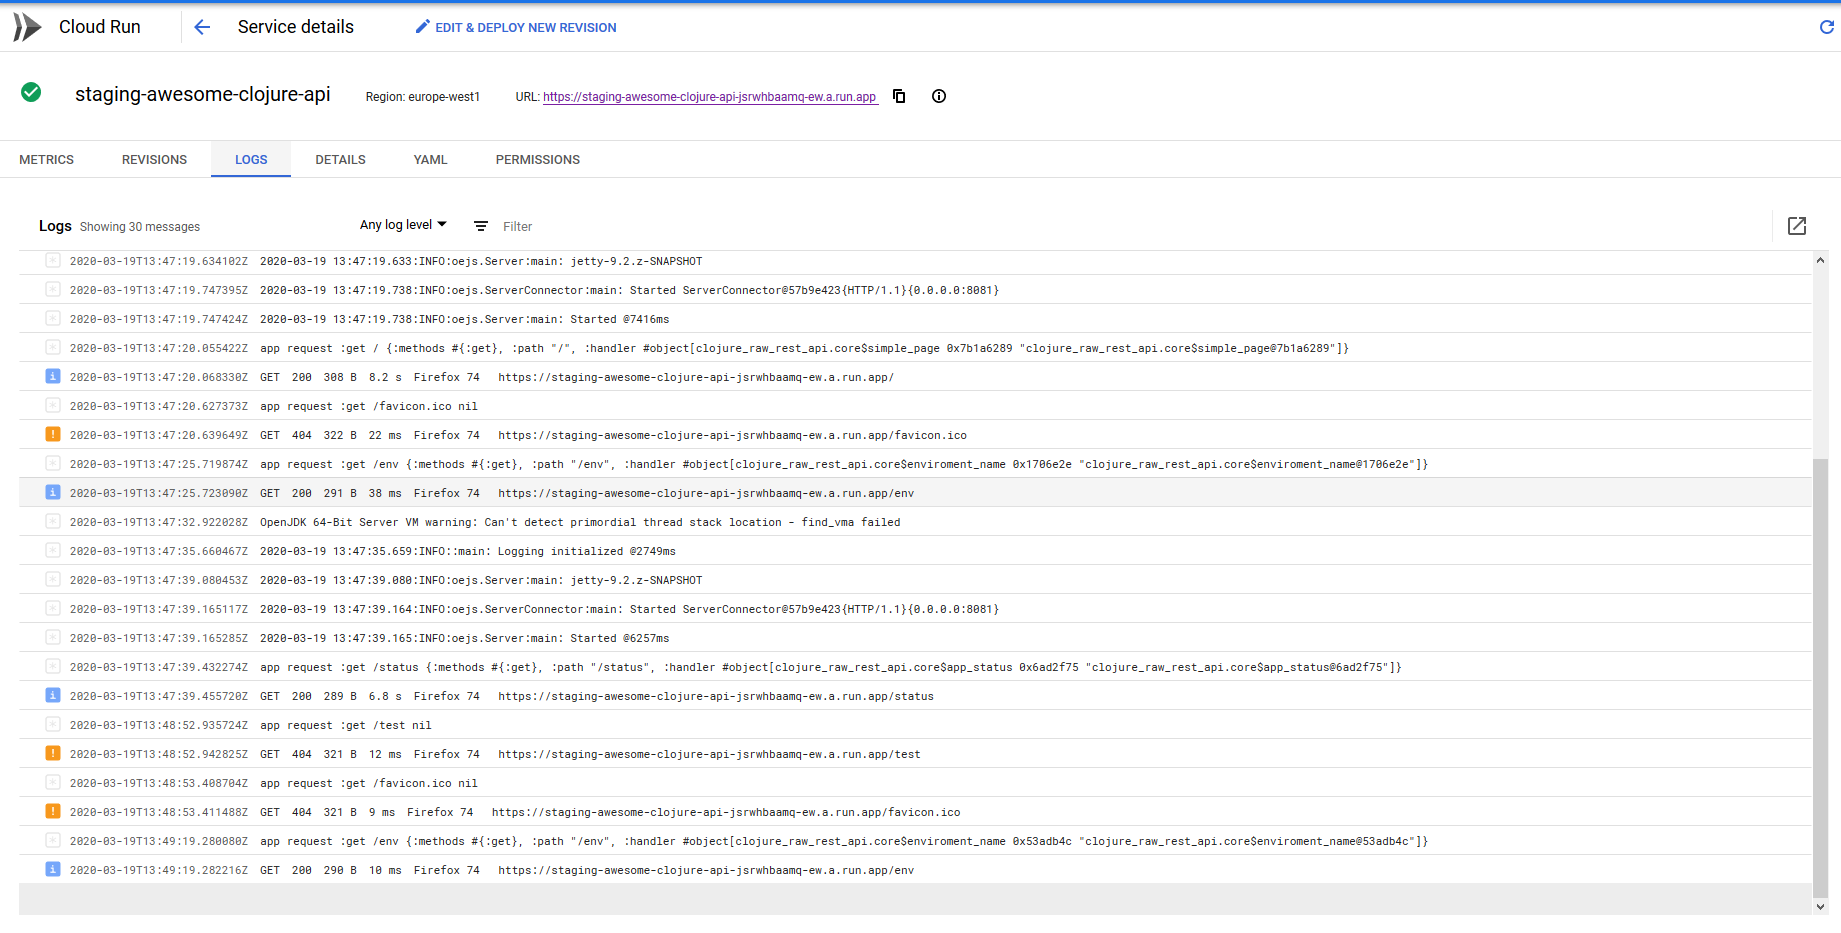 Cloud Run Service details EDIT & DEPLOY NEW REVISION
staging-awesome-clojure-api Region: europe-west1 URL: https://staging-awesome-clojure-api-jsrwhbaamq-ew.a.run.app
METRICS REVISIONS LOGS DETAILS YAML PERMISSIONS
Logs Showing 30 messages Any log level Filter
2020-03-19T13:47:19.634102Z 2020-03-19 13:47:19.633:INFO:oejs.Server:main: jetty-9.2.z-SNAPSHOT
2020-03-19T13:47:19.747395Z 2020-03-19 13:47:19.738:INFO:oejs.ServerConnector:main: Started ServerConnector@57b9e423{HTTP/1.1}{0.0.0.0:8081}
2020-03-19T13:47:19.747424Z 2020-03-19 13:47:19.738:INFO:oejs.Server:main: Started @7416ms
2020-03-19T13:47:20.055422Z app request :get / {:methods #{:get}, :path "/", :handler #object[clojure_raw_rest_api.core$simple_page 0x7b1a6289 "clojure_raw_rest_api.core$simple_page@7b1a6289"]}
2020-03-19T13:47:20.068330Z GET 200 308 B 8.2 s Firefox 74 https://staging-awesome-clojure-api-jsrwhbaamq-ew.a.run.app/
2020-03-19T13:47:20.627373Z app request :get /favicon.ico nil
2020-03-19T13:47:20.639649Z GET 404 322 B 22 ms Firefox 74 https://staging-awesome-clojure-api-jsrwhbaamq-ew.a.run.app/favicon.ico
2020-03-19T13:47:25.719874Z app request :get /env {:methods #{:get}, :path "/env", :handler #object[clojure_raw_rest_api.core$enviroment_name 0x1706e2e "clojure_raw_rest_api.core$enviroment_name@1706e2e"]}
2020-03-19T13:47:25.723090Z GET 200 291 B 38 ms Firefox 74 https://staging-awesome-clojure-api-jsrwhbaamq-ew.a.run.app/env
2020-03-19T13:47:32.922028Z OpenJDK 64-Bit Server VM warning: Can't detect primordial thread stack location - find_vma failed
2020-03-19T13:47:35.660467Z 2020-03-19 13:47:35.659:INFO::main: Logging initialized @2749ms
2020-03-19T13:47:39.080453Z 2020-03-19 13:47:39.080:INFO:oejs.Server:main: jetty-9.2.z-SNAPSHOT
2020-03-19T13:47:39.165117Z 2020-03-19 13:47:39.164:INFO:oejs.ServerConnector:main: Started ServerConnector@57b9e423{HTTP/1.1}{0.0.0.0:8081}
2020-03-19T13:47:39.165285Z 2020-03-19 13:47:39.165:INFO:oejs.Server:main: Started @6257ms
2020-03-19T13:47:39.432274Z app request :get /status {:methods #{:get}, :path "/status", :handler #object[clojure_raw_rest_api.core$app_status 0x6ad2f75 "clojure_raw_rest_api.core$app_status@6ad2f75"]}
2020-03-19T13:47:39.455720Z GET 200 289 B 6.8 s Firefox 74 https://staging-awesome-clojure-api-jsrwhbaamq-ew.a.run.app/status
2020-03-19T13:48:52.935724Z app request :get /test nil
2020-03-19T13:48:52.942825Z GET 404 321 B 12 ms Firefox 74 https://staging-awesome-clojure-api-jsrwhbaamq-ew.a.run.app/test
2020-03-19T13:48:53.408704Z app request :get /favicon.ico nil
2020-03-19T13:48:53.411488Z GET 404 321 B 9 ms Firefox 74 https://staging-awesome-clojure-api-jsrwhbaamq-ew.a.run.app/favicon.ico
2020-03-19T13:49:19.280080Z app request :get /env {:methods #{:get}, :path "/env", :handler #object[clojure_raw_rest_api.core$enviroment_name 0x53adb4c "clojure_raw_rest_api.core$enviroment_name@53adb4c"]}
2020-03-19T13:49:19.282216Z GET 200 290 B 10 ms Firefox 74 https://staging-awesome-clojure-api-jsrwhbaamq-ew.a.run.app/env